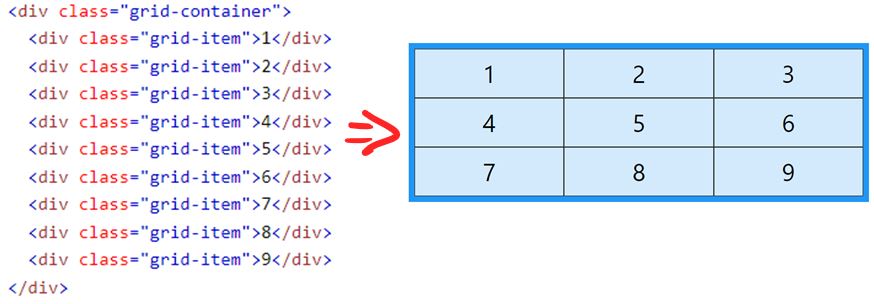 <div class="grid-container">
  <div class="grid-item">1</div>
  <div class="grid-item">2</div>
  <div class="grid-item">3</div>
  <div class="grid-item">4</div>
  <div class="grid-item">5</div>
  <div class="grid-item">6</div>
  <div class="grid-item">7</div>
  <div class="grid-item">8</div>
  <div class="grid-item">9</div>
</div>
1 2 3
4 5 6
7 8 9